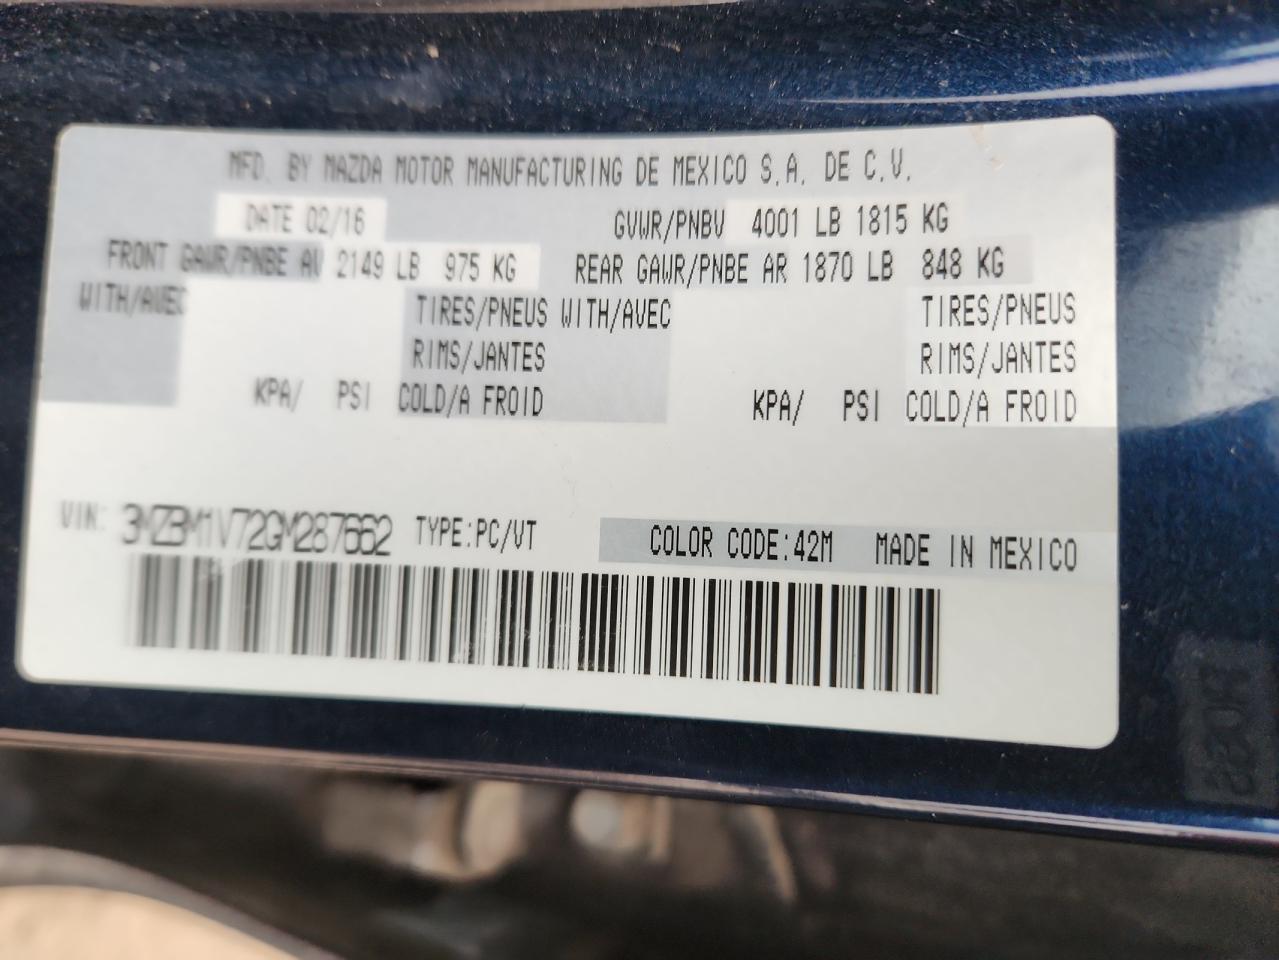 MFD. BY MAZDA MOTOR MANUFACTURING DE MEXICO S.A. DE C.V.
DATE 02/16 GVWR/PNBV 4001 LB 1815 KG
FRONT GAWR/PNBE AV 2149 LB 975 KG REAR GAWR/PNBE AR 1870 LB 848 KG
WITH/AVEC TIRES/PNEUS WITH/AVEC TIRES/PNEUS
RIMS/JANTES RIMS/JANTES
KPA/ PSI COLD/A FROID KPA/ PSI COLD/A FROID
VIN: 3MZBM1V72GM287662 TYPE:PC/VT COLOR CODE:42M MADE IN MEXICO